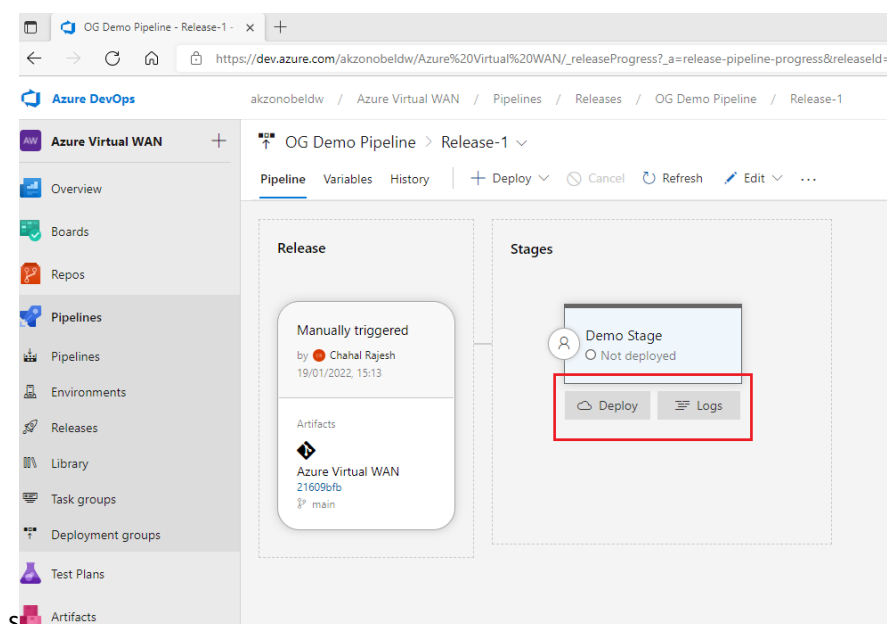 OG Demo Pipeline - Release-1 -
https://dev.azure.com/akzonobeldw/Azure%20Virtual%20WAN/_releaseProgress?_a=release-pipeline-progress&releaseId=
Azure DevOps
akzonobeldw / Azure Virtual WAN / Pipelines / Releases / OG Demo Pipeline / Release-1
AW Azure Virtual WAN
OG Demo Pipeline > Release-1
Pipeline Variables History + Deploy Cancel Refresh Edit ...
Overview
Boards
Repos
Pipelines
Pipelines
Environments
Releases
Library
Task groups
Deployment groups
Test Plans
Artifacts
s
Release
Manually triggered
by Chahal Rajesh
19/01/2022, 15:13
Artifacts
Azure Virtual WAN
21609bfb
main
Stages
Demo Stage
Not deployed
Deploy Logs